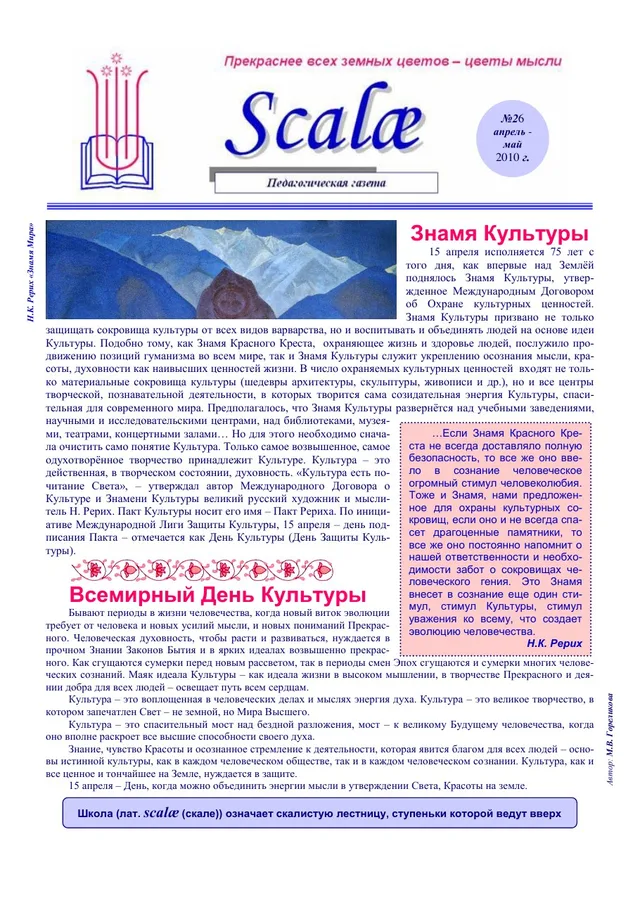 Прекраснее всех земных цветов – цветы мысли
Scalæ
№26
апрель -
май
2010 г.
Педагогическая газета
Н.К. Рерих «Знамя Мира»
Знамя Культуры
15 апреля исполняется 75 лет с
того дня, как впервые над Землёй
поднялось Знамя Культуры, утвер-
жденное Международным Договором
об Охране культурных ценностей.
Знамя Культуры призвано не только
защищать сокровища культуры от всех видов варварства, но и воспитывать и объединять людей на основе идеи
Культуры. Подобно тому, как Знамя Красного Креста, охраняющее жизнь и здоровье людей, послужило про-
движению позиций гуманизма во всем мире, так и Знамя Культуры служит укреплению осознания мысли, кра-
соты, духовности как наивысших ценностей жизни. В число охраняемых культурных ценностей входят не толь-
ко материальные сокровища культуры (шедевры архитектуры, скульптуры, живописи и др.), но и все центры
творческой, познавательной деятельности, в которых творится сама созидательная энергия Культуры, спаси-
тельная для современного мира. Предполагалось, что Знамя Культуры развернётся над учебными заведениями,
научными и исследовательскими центрами, над библиотеками, музея-
ми, театрами, концертными залами… Но для этого необходимо снача-
ла очистить само понятие Культура. Только самое возвышенное, самое
одухотворённое творчество принадлежит Культуре. Культура – это
действенная, в творческом состоянии, духовность. «Культура есть по-
читание Света», – утверждал автор Международного Договора о
Культуре и Знамени Культуры великий русский художник и мысли-
тель Н. Рерих. Пакт Культуры носит его имя – Пакт Рериха. По иници-
ативе Международной Лиги Защиты Культуры, 15 апреля – день под-
писания Пакта – отмечается как День Культуры (День Защиты Куль-
туры).
…Если Знамя Красного Кре-
ста не всегда доставляло полную
безопасность, то все же оно вве-
ло в сознание человеческое
огромный стимул человеколюбия.
Тоже и Знамя, нами предложен-
ное для охраны культурных со-
кровищ, если оно и не всегда спа-
сет драгоценные памятники, то
все же оно постоянно напомнит о
нашей ответственности и необхо-
димости забот о сокровищах че-
ловеческого гения. Это Знамя
внесет в сознание еще один сти-
мул, стимул Культуры, стимул
уважения ко всему, что создает
эволюцию человечества.
Н.К. Рерих
Всемирный День Культуры
Бывают периоды в жизни человечества, когда новый виток эволюции
требует от человека и новых усилий мысли, и новых пониманий Прекрас-
ного. Человеческая духовность, чтобы расти и развиваться, нуждается в
прочном Знании Законов Бытия и в ярких идеалах возвышенно прекрас-
ного. Как сгущаются сумерки перед новым рассветом, так в периоды смен Эпох сгущаются и сумерки многих челове-
ческих сознаний. Маяк идеала Культуры – как идеала жизни в высоком мышлении, в творчестве Прекрасного и дея-
нии добра для всех людей – освещает путь всем сердцам.
Культура – это воплощенная в человеческих делах и мыслях энергия духа. Культура – это великое творчество, в
котором запечатлен Свет – не земной, но Мира Высшего.
Культура – это спасительный мост над бездной разложения, мост – к великому Будущему человечества, когда
оно вполне раскроет все высшие способности своего духа.
Знание, чувство Красоты и осознанное стремление к деятельности, которая явится благом для всех людей – осно-
вы истинной культуры, как в каждом человеческом обществе, так и в каждом человеческом сознании. Культура, как и
все ценное и тончайшее на Земле, нуждается в защите.
15 апреля – День, когда можно объединить энергии мысли в утверждении Света, Красоты на земле.
Автор: М.В. Гореликова
Школа (лат. scalæ (скале)) означает скалистую лестницу, ступеньки которой ведут вверх